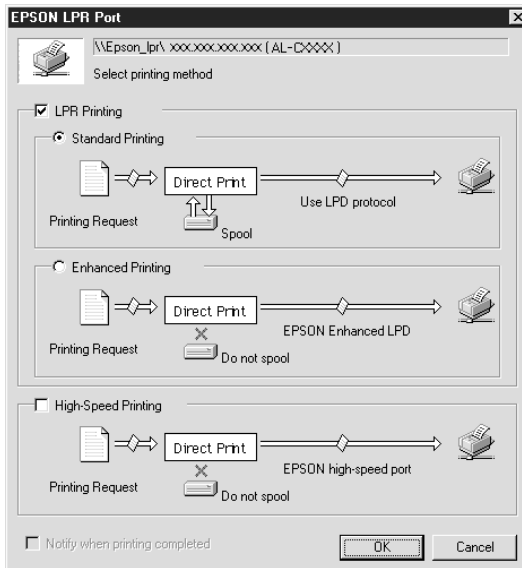 EPSON LPR Port
\\Epson_lpr\ xxx.xxx.xxx.xxx ( AL-CXXXX )
Select printing method
LPR Printing
Standard Printing
Direct Print
Use LPD protocol
Printing Request
Spool
Enhanced Printing
Direct Print
EPSON Enhanced LPD
Printing Request
Do not spool
High-Speed Printing
Direct Print
EPSON high-speed port
Printing Request
Do not spool
Notify when printing completed
OK
Cancel